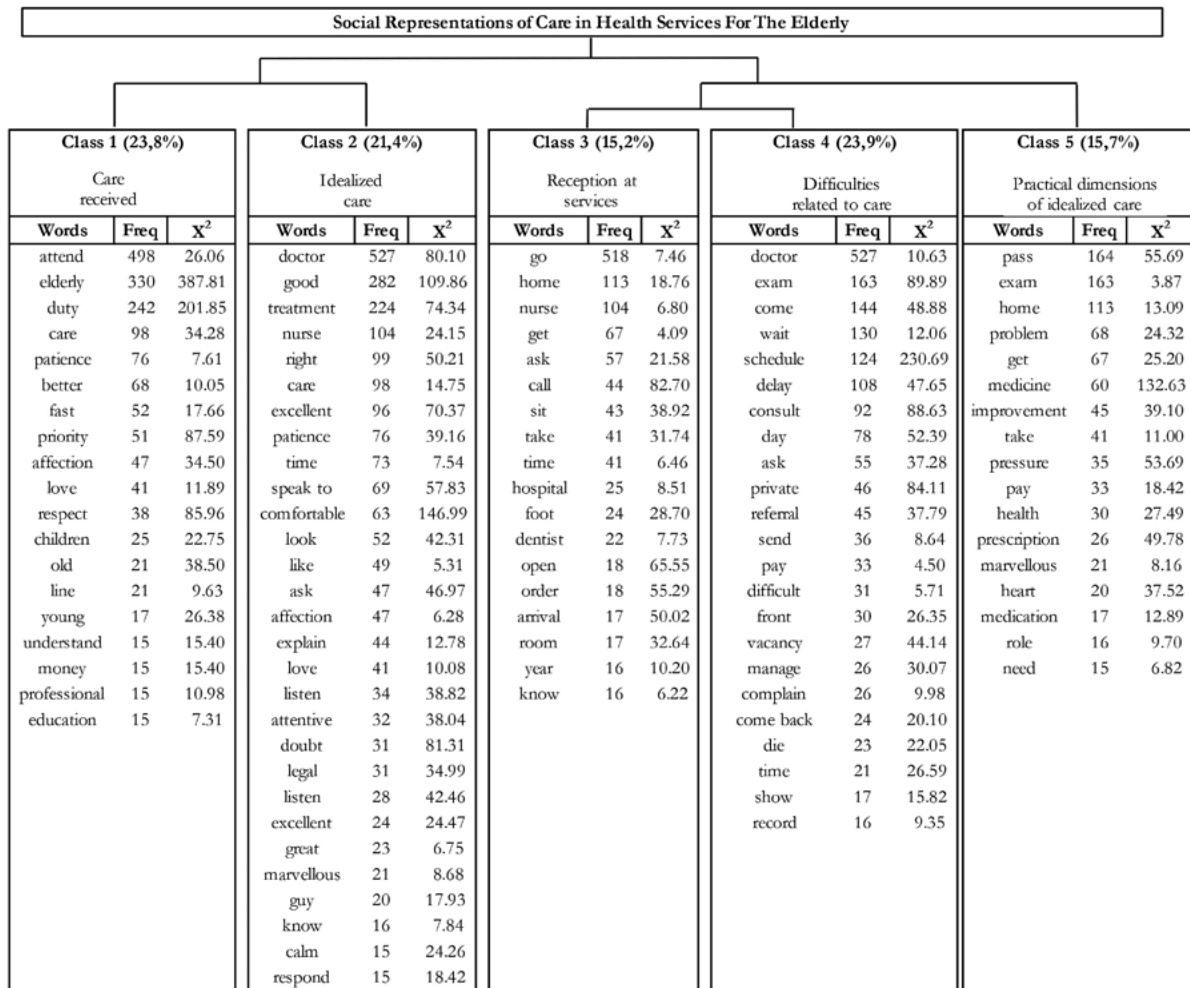 Social Representations of Care in Health Services For The Elderly
Class 1 (23,8%)
Care
received
Words Freq X²
attend 498 26.06
elderly 330 387.81
duty 242 201.85
care 98 34.28
patience 76 7.61
better 68 10.05
fast 52 17.66
priority 51 87.59
affection 47 34.50
love 41 11.89
respect 38 85.96
children 25 22.75
old 21 38.50
line 21 9.63
young 17 26.38
understand 15 15.40
money 15 15.40
professional 15 10.98
education 15 7.31
Class 2 (21,4%)
Idealized
care
Words Freq X²
doctor 527 80.10
good 282 109.86
treatment 224 74.34
nurse 104 24.15
right 99 50.21
care 98 14.75
excellent 96 70.37
patience 76 39.16
time 73 7.54
speak to 69 57.83
comfortable 63 146.99
look 52 42.31
like 49 5.31
ask 47 46.97
affection 47 6.28
explain 44 12.78
love 41 10.08
listen 34 38.82
attentive 32 38.04
doubt 31 81.31
legal 31 34.99
listen 28 42.46
excellent 24 24.47
great 23 6.75
marvellous 21 8.68
guy 20 17.93
know 16 7.84
calm 15 24.26
respond 15 18.42
Class 3 (15,2%)
Reception at
services
Words Freq X²
go 518 7.46
home 113 18.76
nurse 104 6.80
get 67 4.09
ask 57 21.58
call 44 82.70
sit 43 38.92
take 41 31.74
time 41 6.46
hospital 25 8.51
foot 24 28.70
dentist 22 7.73
open 18 65.55
order 18 55.29
arrival 17 50.02
room 17 32.64
year 16 10.20
know 16 6.22
Class 4 (23,9%)
Difficulties
related to care
Words Freq X²
doctor 527 10.63
exam 163 89.89
come 144 48.88
wait 130 12.06
schedule 124 230.69
delay 108 47.65
consult 92 88.63
day 78 52.39
ask 55 37.28
private 46 84.11
referral 45 37.79
send 36 8.64
pay 33 4.50
difficult 31 5.71
front 30 26.35
vacancy 27 44.14
manage 26 30.07
complain 26 9.98
come back 24 20.10
die 23 22.05
time 21 26.59
show 17 15.82
record 16 9.35
Class 5 (15,7%)
Practical dimensions
of idealized care
Words Freq X²
pass 164 55.69
exam 163 3.87
home 113 13.09
problem 68 24.32
get 67 25.20
medicine 60 132.63
improvement 45 39.10
take 41 11.00
pressure 35 53.69
pay 33 18.42
health 30 27.49
prescription 26 49.78
marvellous 21 8.16
heart 20 37.52
medication 17 12.89
role 16 9.70
need 15 6.82